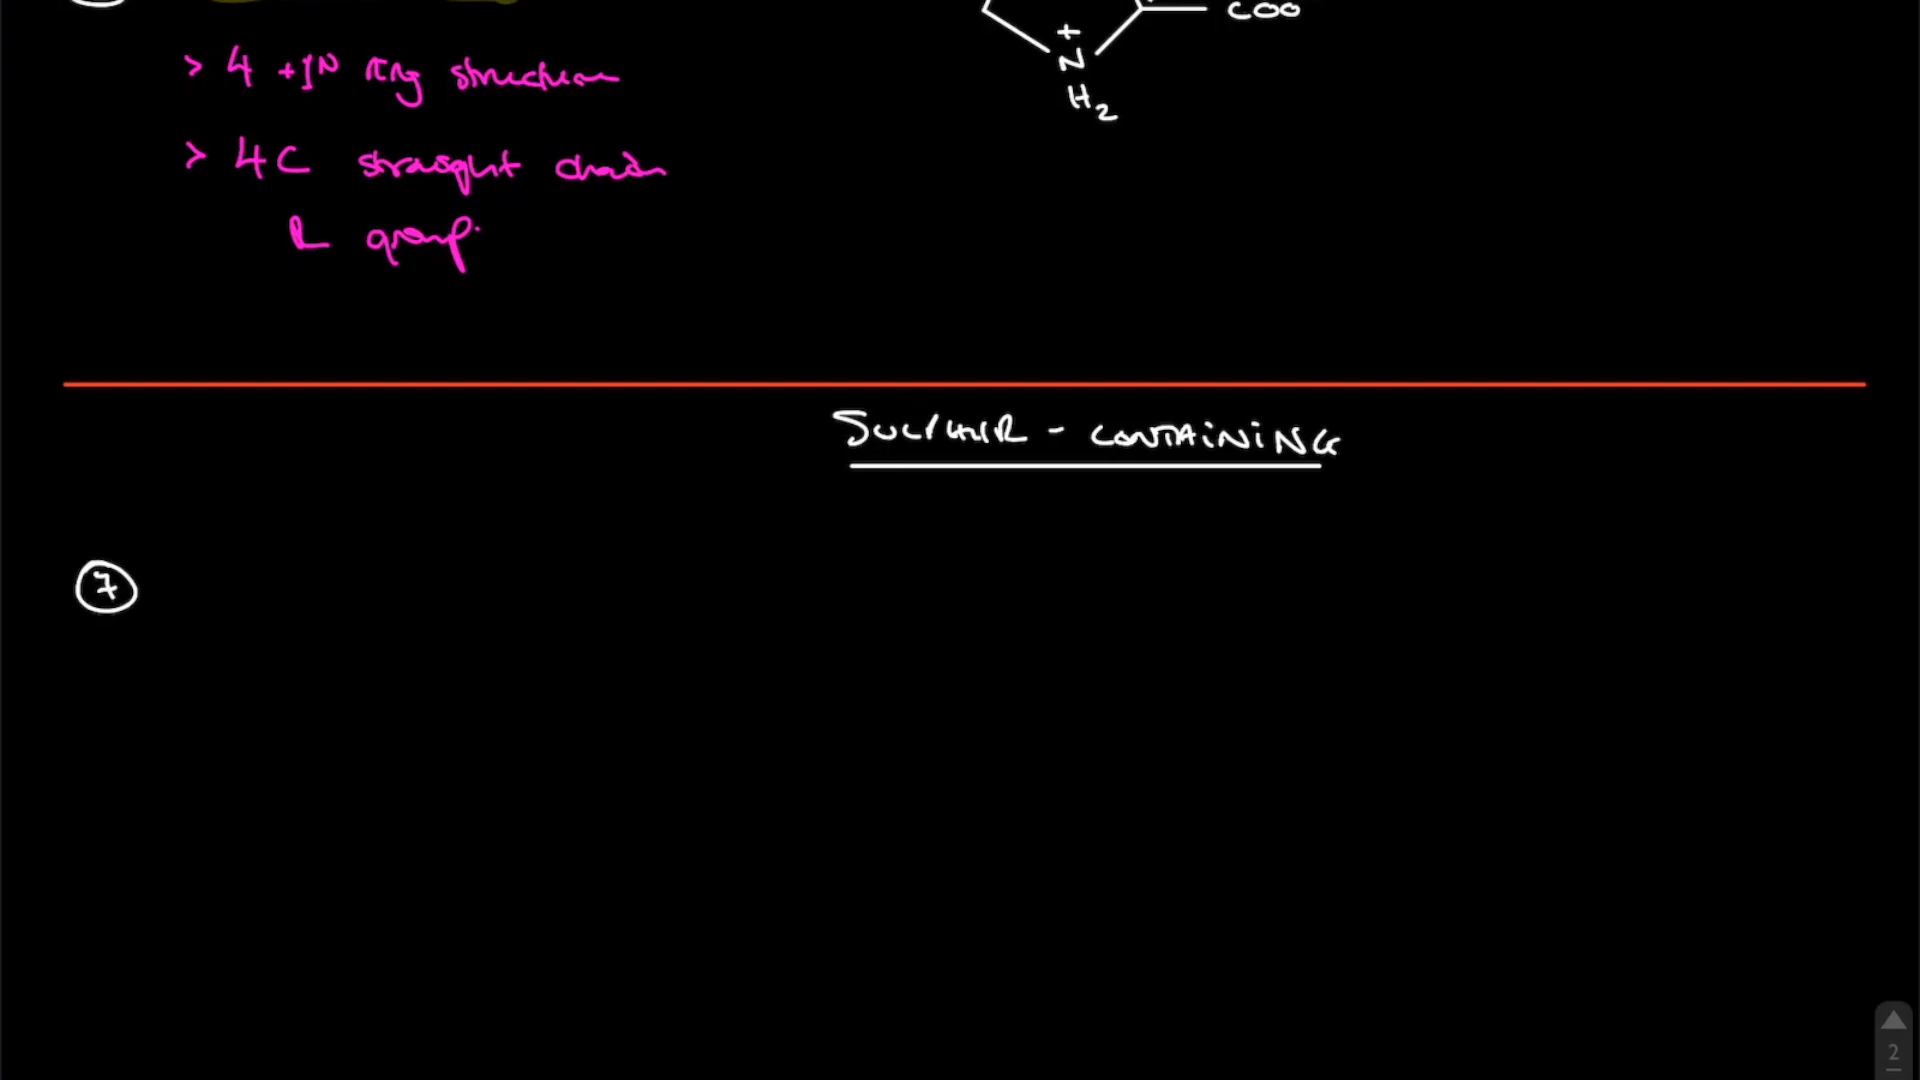 COO
+
N
H2
> 4 +1N ring structure
> 4C straight chain
R group.
SULPHUR - CONTAINING
7
2